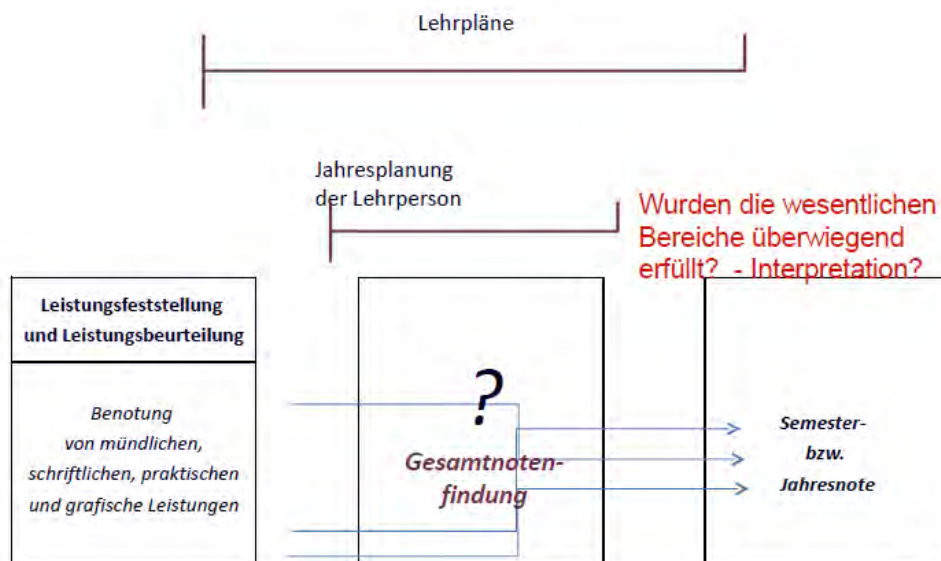 Lehrpläne
Jahresplanung
der Lehrperson
Wurden die wesentlichen
Bereiche überwiegend
erfüllt? - Interpretation?
Leistungsfeststellung
und Leistungsbeurteilung
Benotung
von mündlichen,
schriftlichen, praktischen
und grafische Leistungen
?
Gesamtnoten-
findung
Semester-
bzw.
Jahresnote